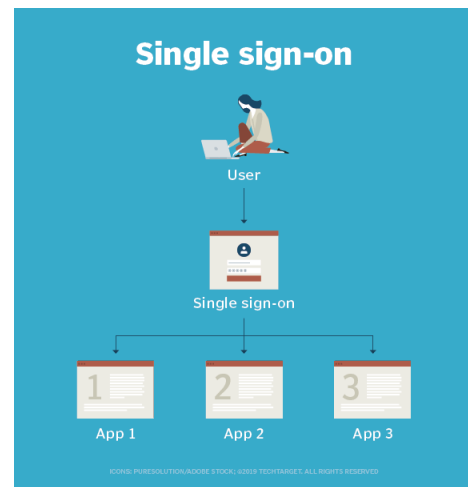 Single sign-on
User
Single sign-on
1 2 3
App 1 App 2 App 3
ICONS: PURESOLUTION/ADOBE STOCK; ©2019 TECHTARGET. ALL RIGHTS RESERVED